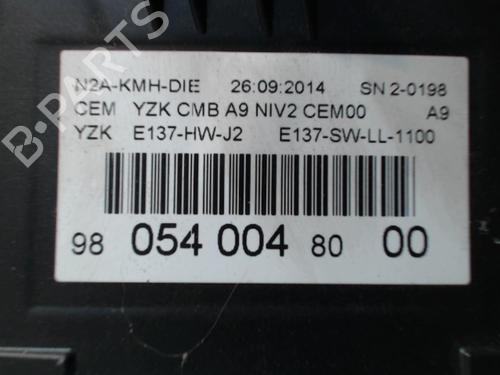 B-PARTS
N2A-KMH-DIE 26:09:2014 SN 2-0198
CEM YZK CMB A9 NIV2 CEM00 A9
YZK E137-HW-J2 E137-SW-LL-1100
98 054 004 80 00